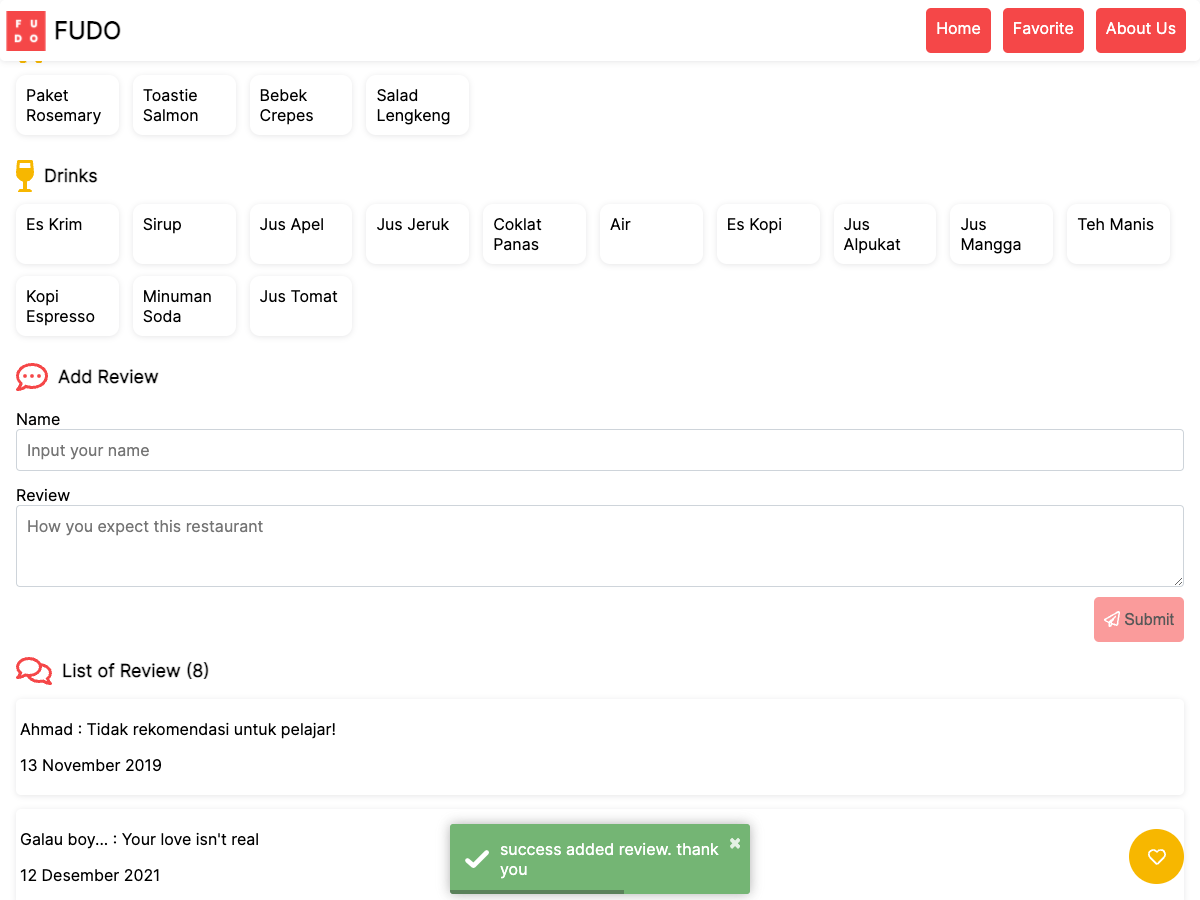 F U
D O
FUDO
Home
Favorite
About Us
Paket
Rosemary
Toastie
Salmon
Bebek
Crepes
Salad
Lengkeng
Drinks
Es Krim
Sirup
Jus Apel
Jus Jeruk
Coklat
Panas
Air
Es Kopi
Jus
Alpukat
Jus
Mangga
Teh Manis
Kopi
Espresso
Minuman
Soda
Jus Tomat
Add Review
Name
Input your name
Review
How you expect this restaurant
Submit
List of Review (8)
Ahmad : Tidak rekomendasi untuk pelajar!
13 November 2019
Galau boy... : Your love isn't real
12 Desember 2021
success added review. thank
you